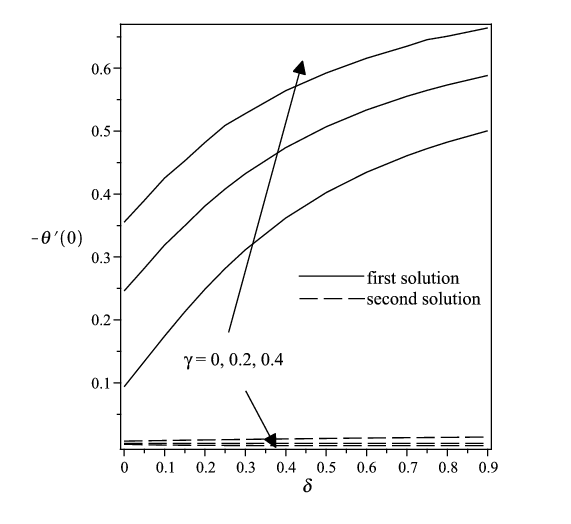 0.6
0.5
0.4
-θ′(0)
0.3
first solution
second solution
0.2
γ = 0, 0.2, 0.4
0.1
0 0.1 0.2 0.3 0.4 0.5 0.6 0.7 0.8 0.9
δ